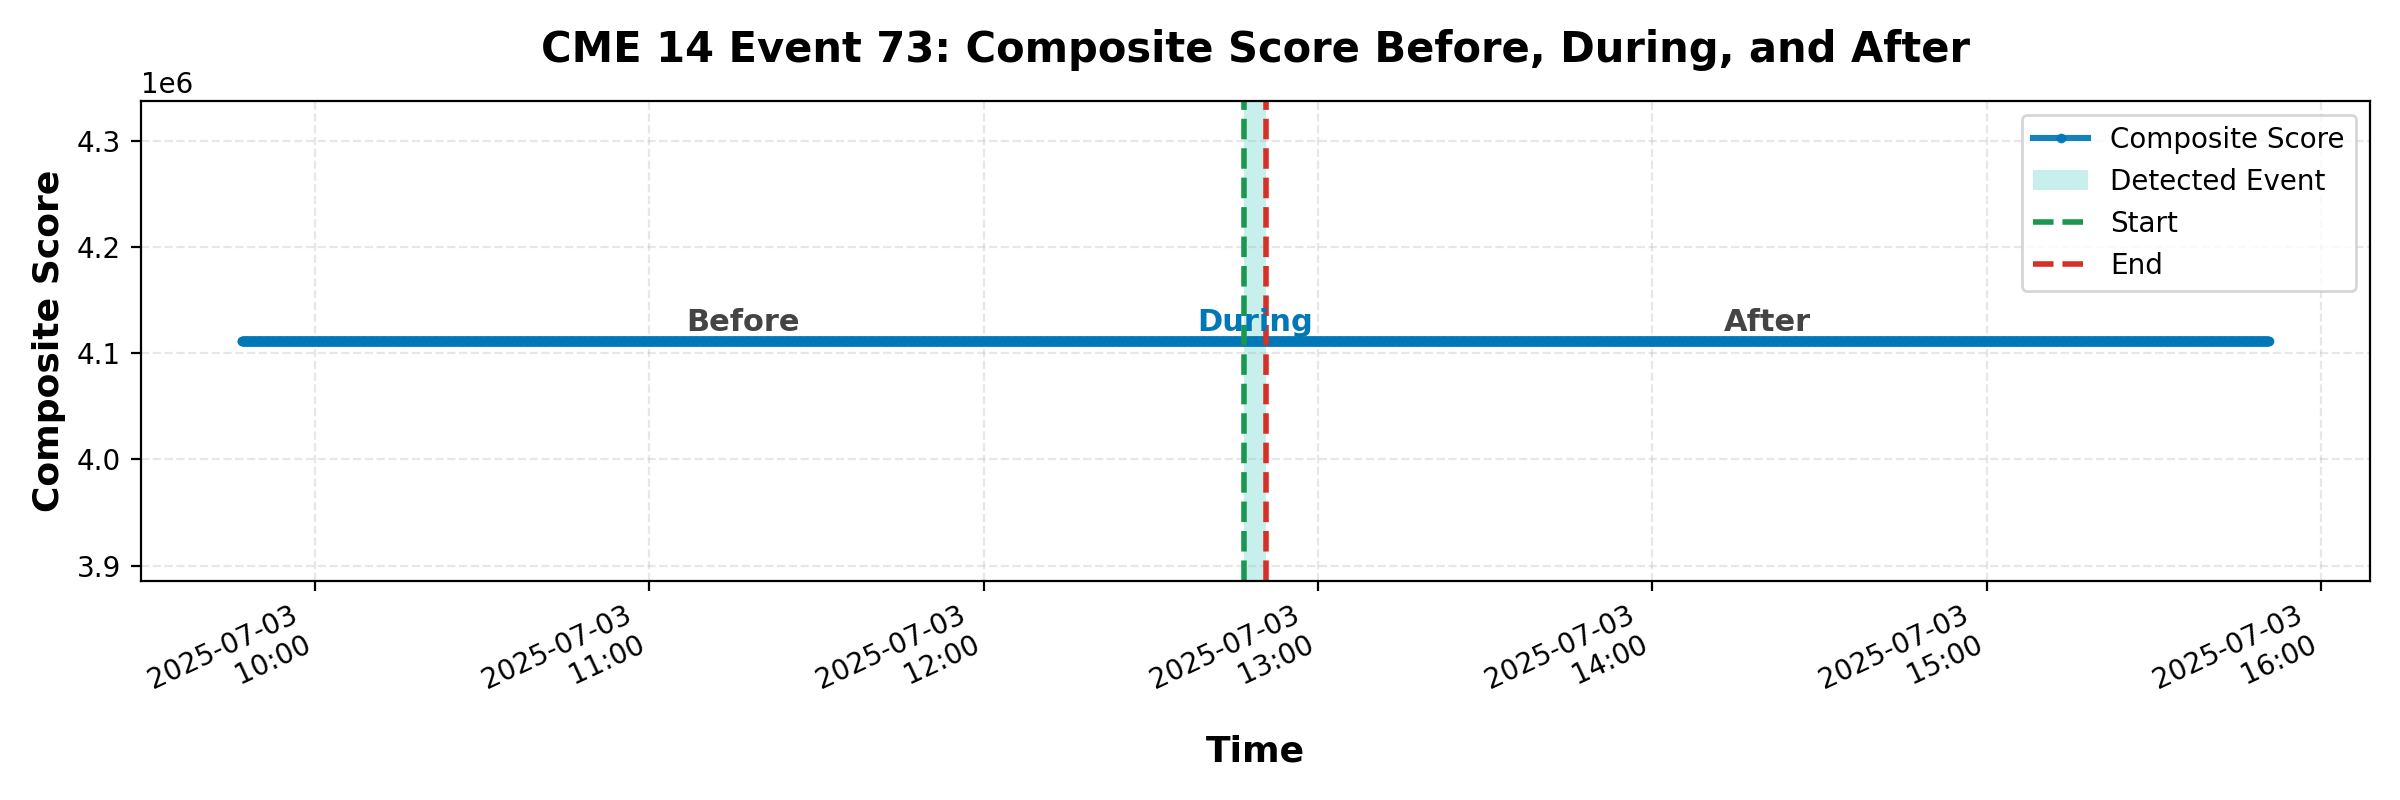 CME 14 Event 73: Composite Score Before, During, and After
1e6
4.3
4.2
4.1
4.0
3.9
Composite Score
Before
During
After
Composite Score
Detected Event
Start
End
2025-07-03
10:00
2025-07-03
11:00
2025-07-03
12:00
2025-07-03
13:00
2025-07-03
14:00
2025-07-03
15:00
2025-07-03
16:00
Time